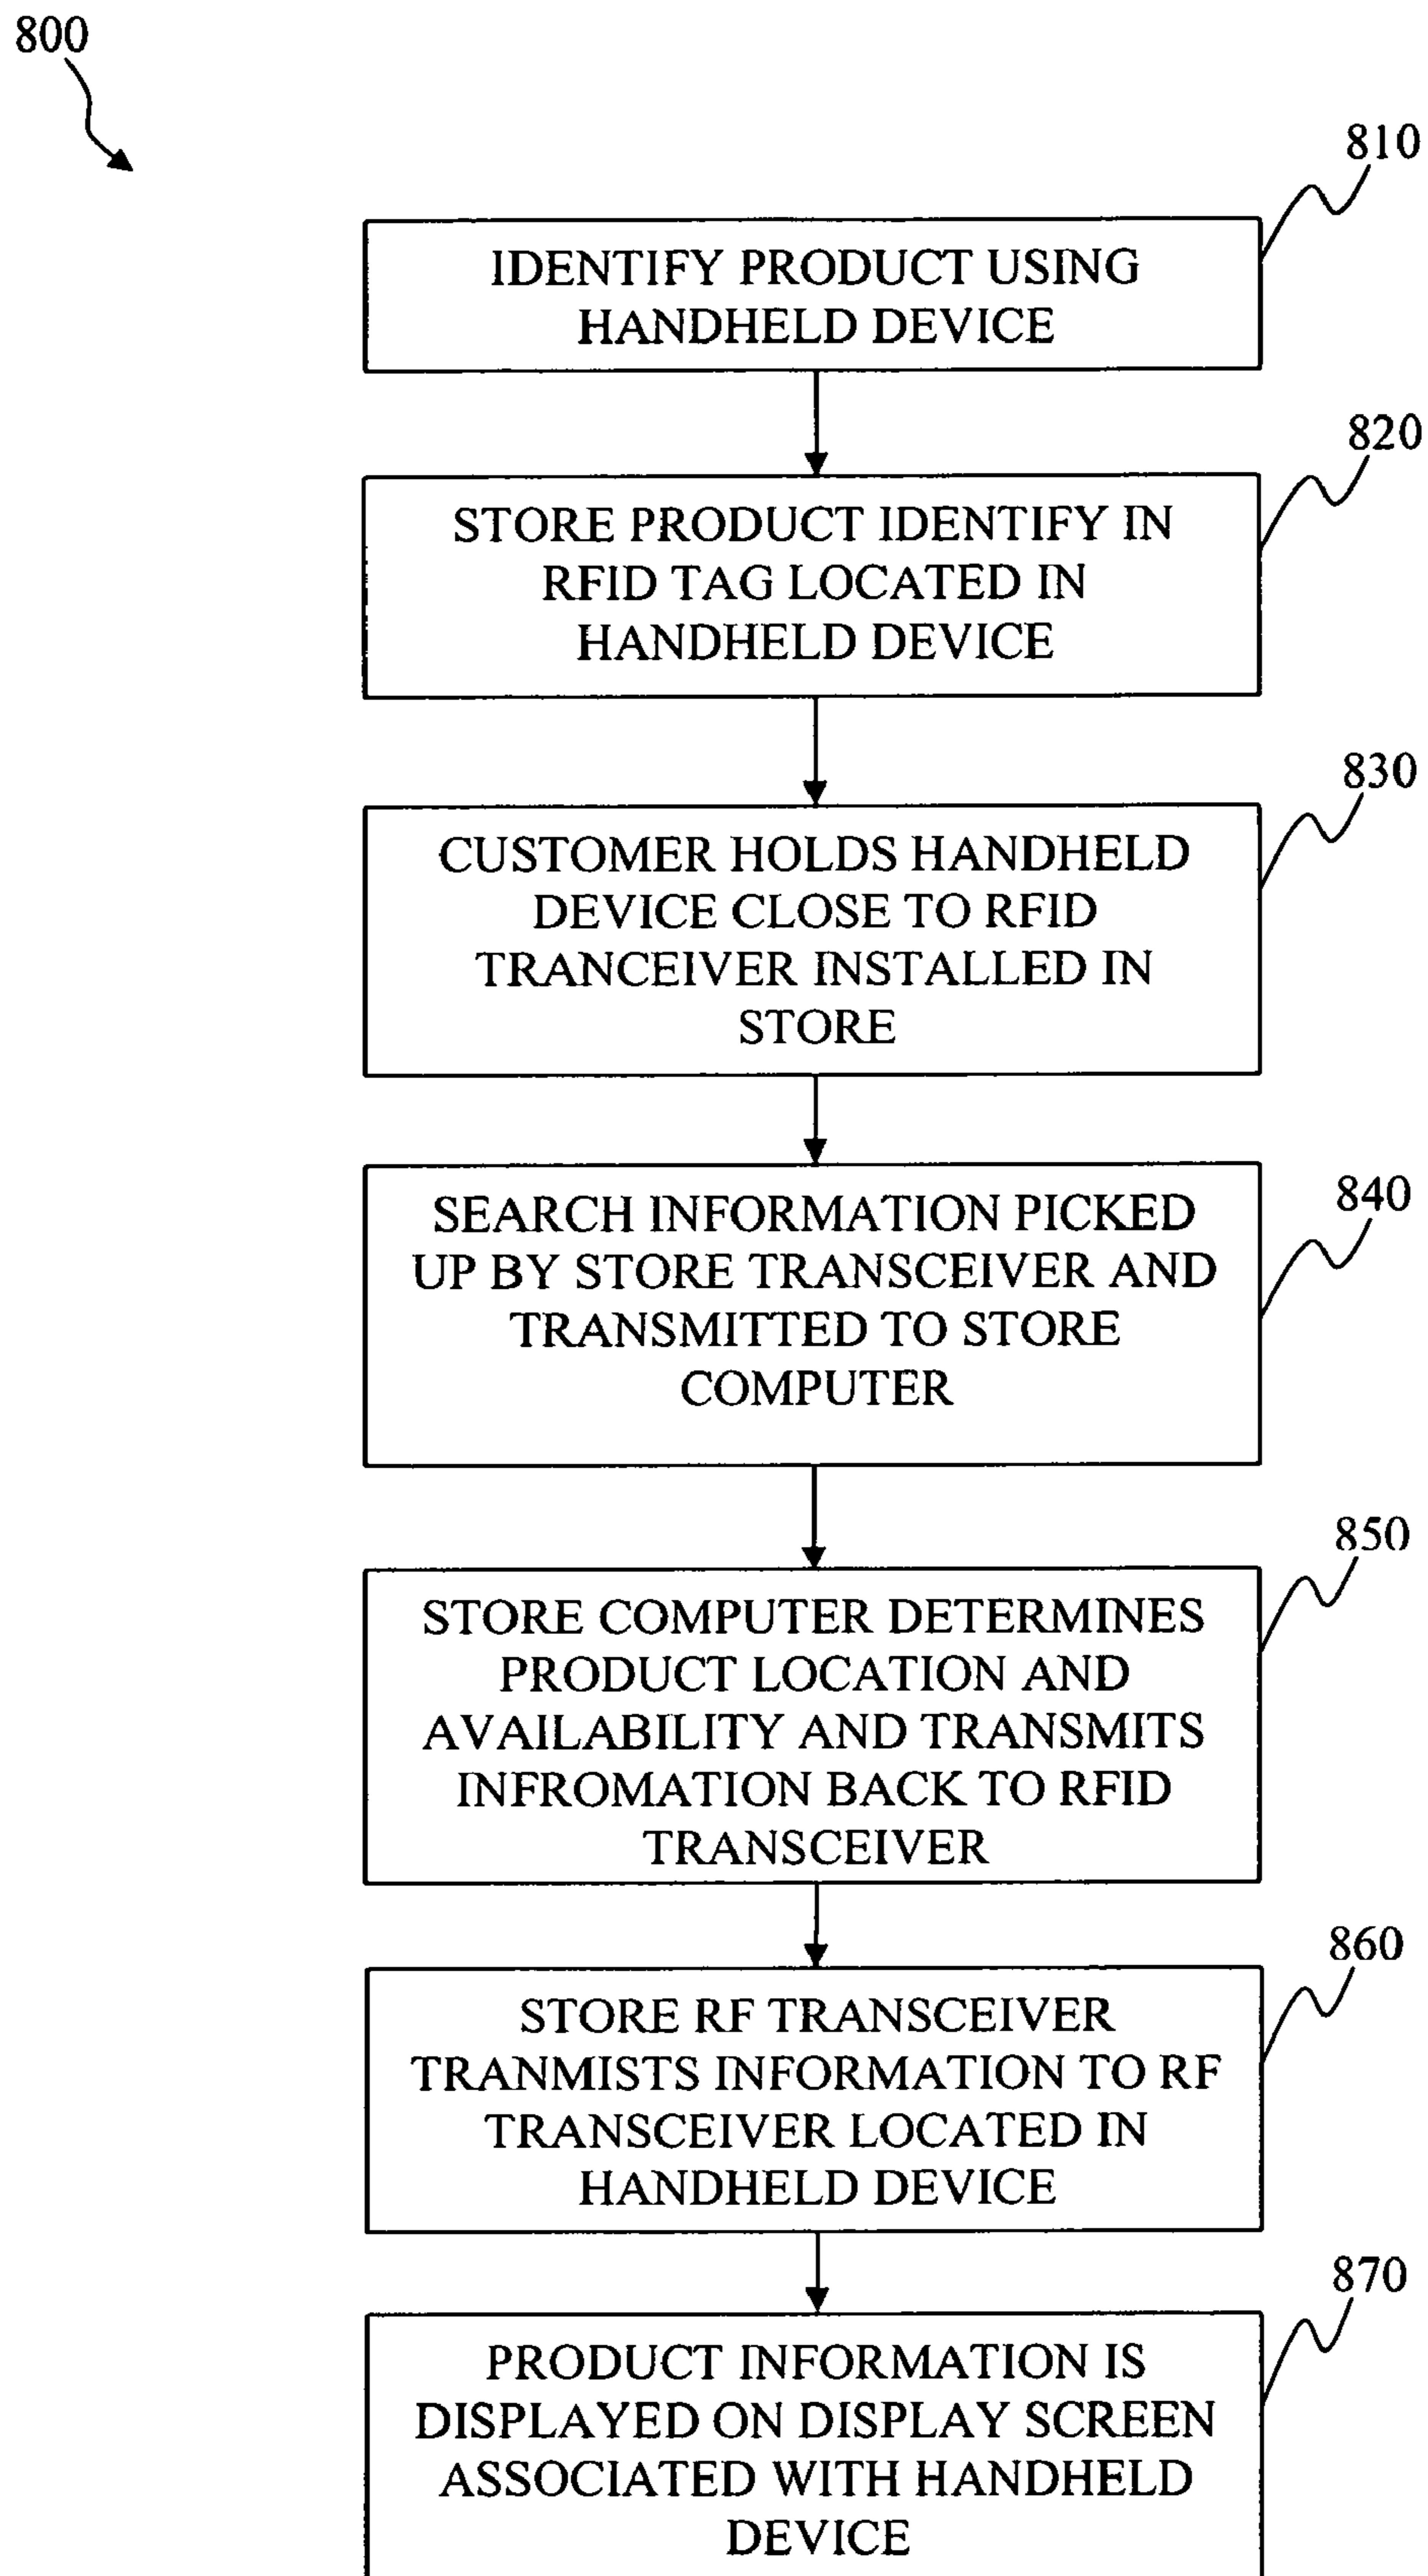 800
810
IDENTIFY PRODUCT USING
HANDHELD DEVICE
820
STORE PRODUCT IDENTIFY IN
RFID TAG LOCATED IN
HANDHELD DEVICE
830
CUSTOMER HOLDS HANDHELD
DEVICE CLOSE TO RFID
TRANCEIVER INSTALLED IN
STORE
840
SEARCH INFORMATION PICKED
UP BY STORE TRANSCEIVER AND
TRANSMITTED TO STORE
COMPUTER
850
STORE COMPUTER DETERMINES
PRODUCT LOCATION AND
AVAILABILITY AND TRANSMITS
INFROMATION BACK TO RFID
TRANSCEIVER
860
STORE RF TRANSCEIVER
TRANMISTS INFORMATION TO RF
TRANSCEIVER LOCATED IN
HANDHELD DEVICE
870
PRODUCT INFORMATION IS
DISPLAYED ON DISPLAY SCREEN
ASSOCIATED WITH HANDHELD
DEVICE